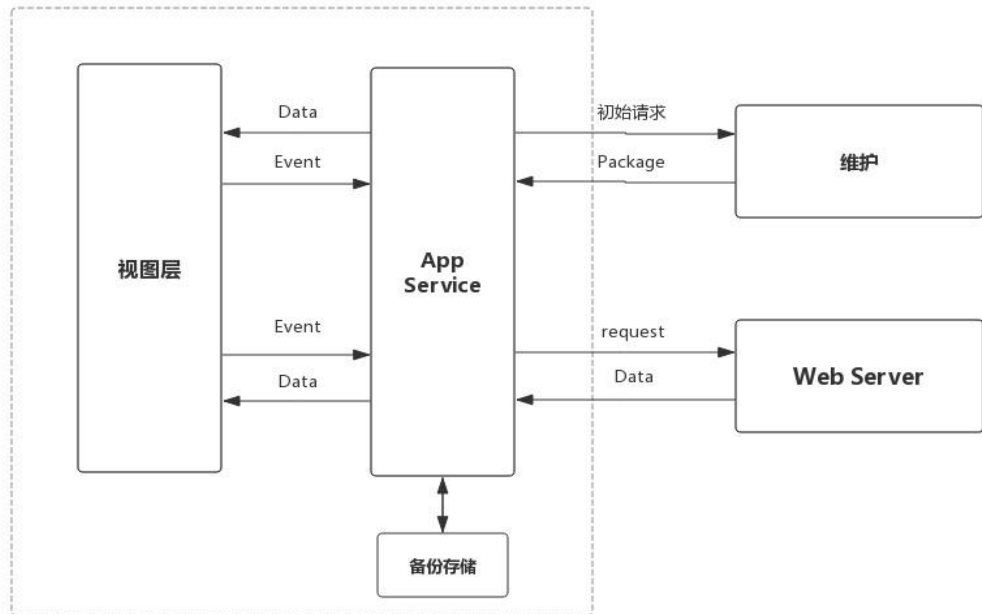 Data
初始请求
Event
Package
维护
视图层
App
Service
Event
request
Data
Data
Web Server
备份存储